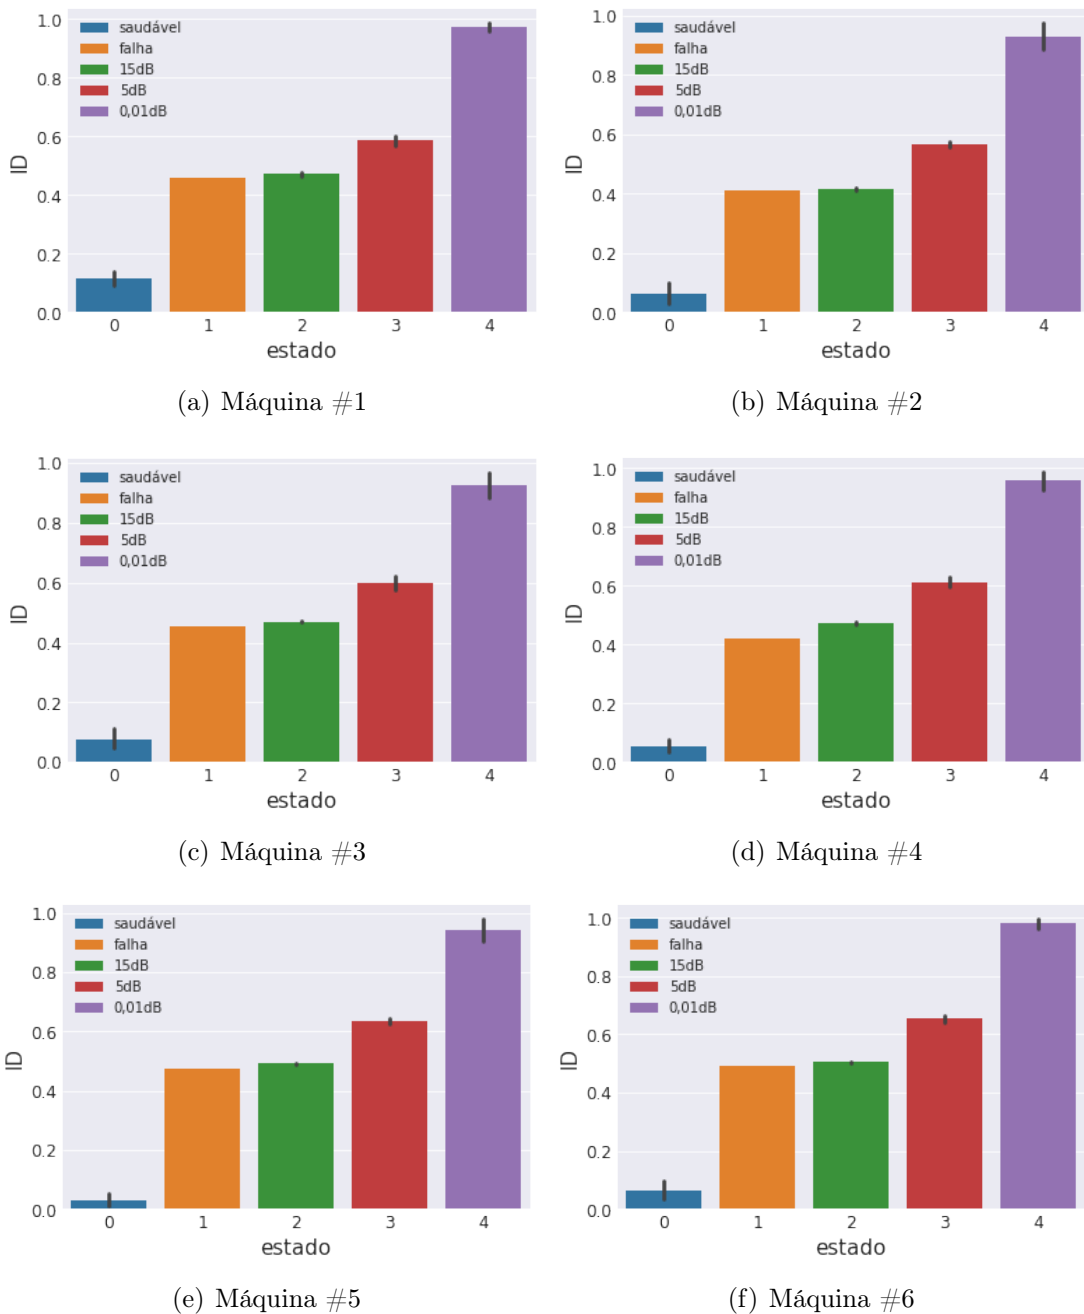 1.0
0.8
0.6
0.4
0.2
0.0
ID
saudável
falha
15dB
5dB
0,01dB
0 1 2 3 4
estado
(a) Máquina #1
1.0
0.8
0.6
0.4
0.2
0.0
ID
saudável
falha
15dB
5dB
0,01dB
0 1 2 3 4
estado
(b) Máquina #2
1.0
0.8
0.6
0.4
0.2
0.0
ID
saudável
falha
15dB
5dB
0,01dB
0 1 2 3 4
estado
(c) Máquina #3
1.0
0.8
0.6
0.4
0.2
0.0
ID
saudável
falha
15dB
5dB
0,01dB
0 1 2 3 4
estado
(d) Máquina #4
1.0
0.8
0.6
0.4
0.2
0.0
ID
saudável
falha
15dB
5dB
0,01dB
0 1 2 3 4
estado
(e) Máquina #5
1.0
0.8
0.6
0.4
0.2
0.0
ID
saudável
falha
15dB
5dB
0,01dB
0 1 2 3 4
estado
(f) Máquina #6